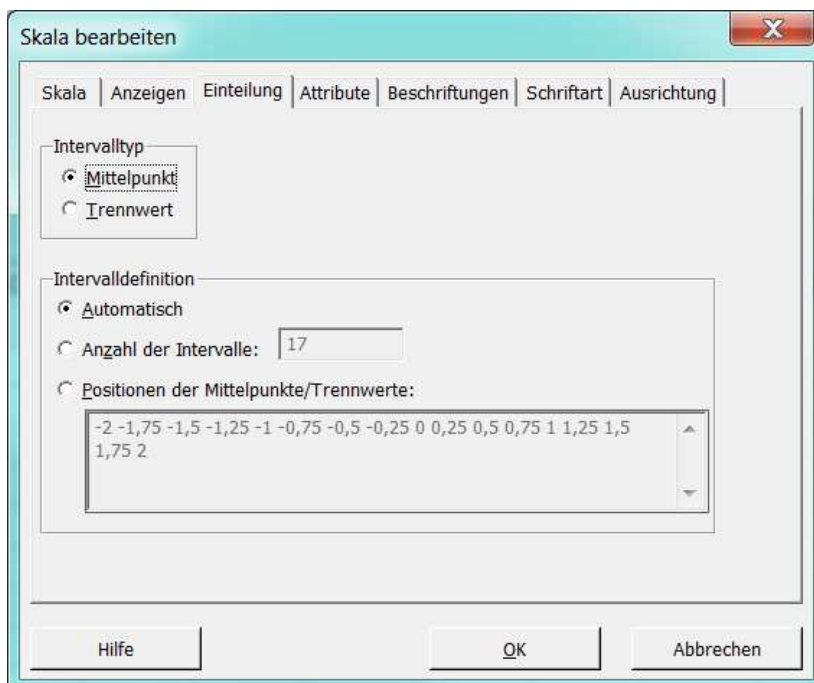 Skala bearbeiten
Skala Anzeigen Einteilung Attribute Beschriftungen Schriftart Ausrichtung
Intervalltyp
Mittelpunkt
Trennwert
Intervalldefinition
Automatisch
Anzahl der Intervalle: 17
Positionen der Mittelpunkte/Trennwerte:
-2 -1,75 -1,5 -1,25 -1 -0,75 -0,5 -0,25 0 0,25 0,5 0,75 1 1,25 1,5
1,75 2
Hilfe OK Abbrechen